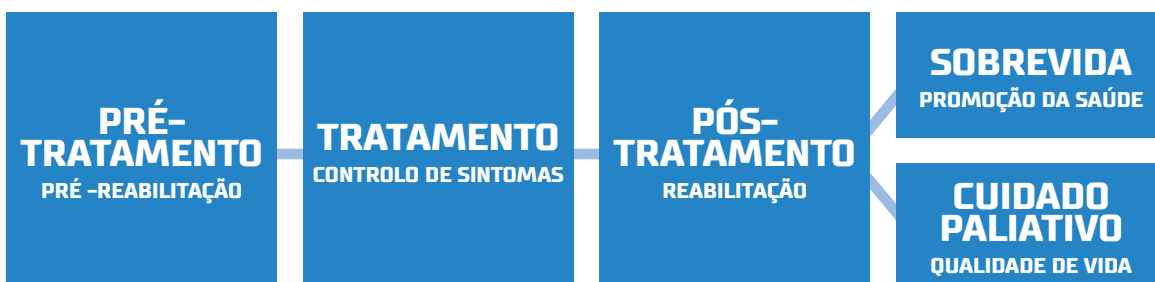 PRÉ-
TRATAMENTO
PRÉ -REABILITAÇÃO
TRATAMENTO
CONTROLO DE SINTOMAS
PÓS-
TRATAMENTO
REABILITAÇÃO
SOBREVIDA
PROMOÇÃO DA SAÚDE
CUIDADO
PALIATIVO
QUALIDADE DE VIDA